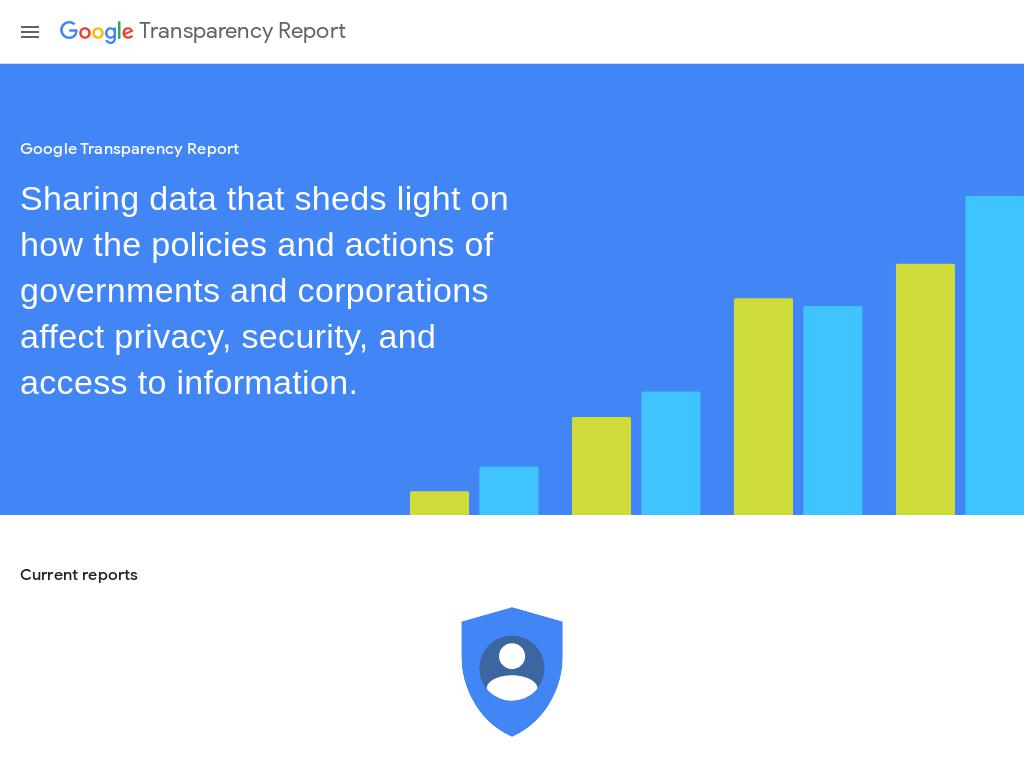 Google Transparency Report
Google Transparency Report
Sharing data that sheds light on
how the policies and actions of
governments and corporations
affect privacy, security, and
access to information.
Current reports